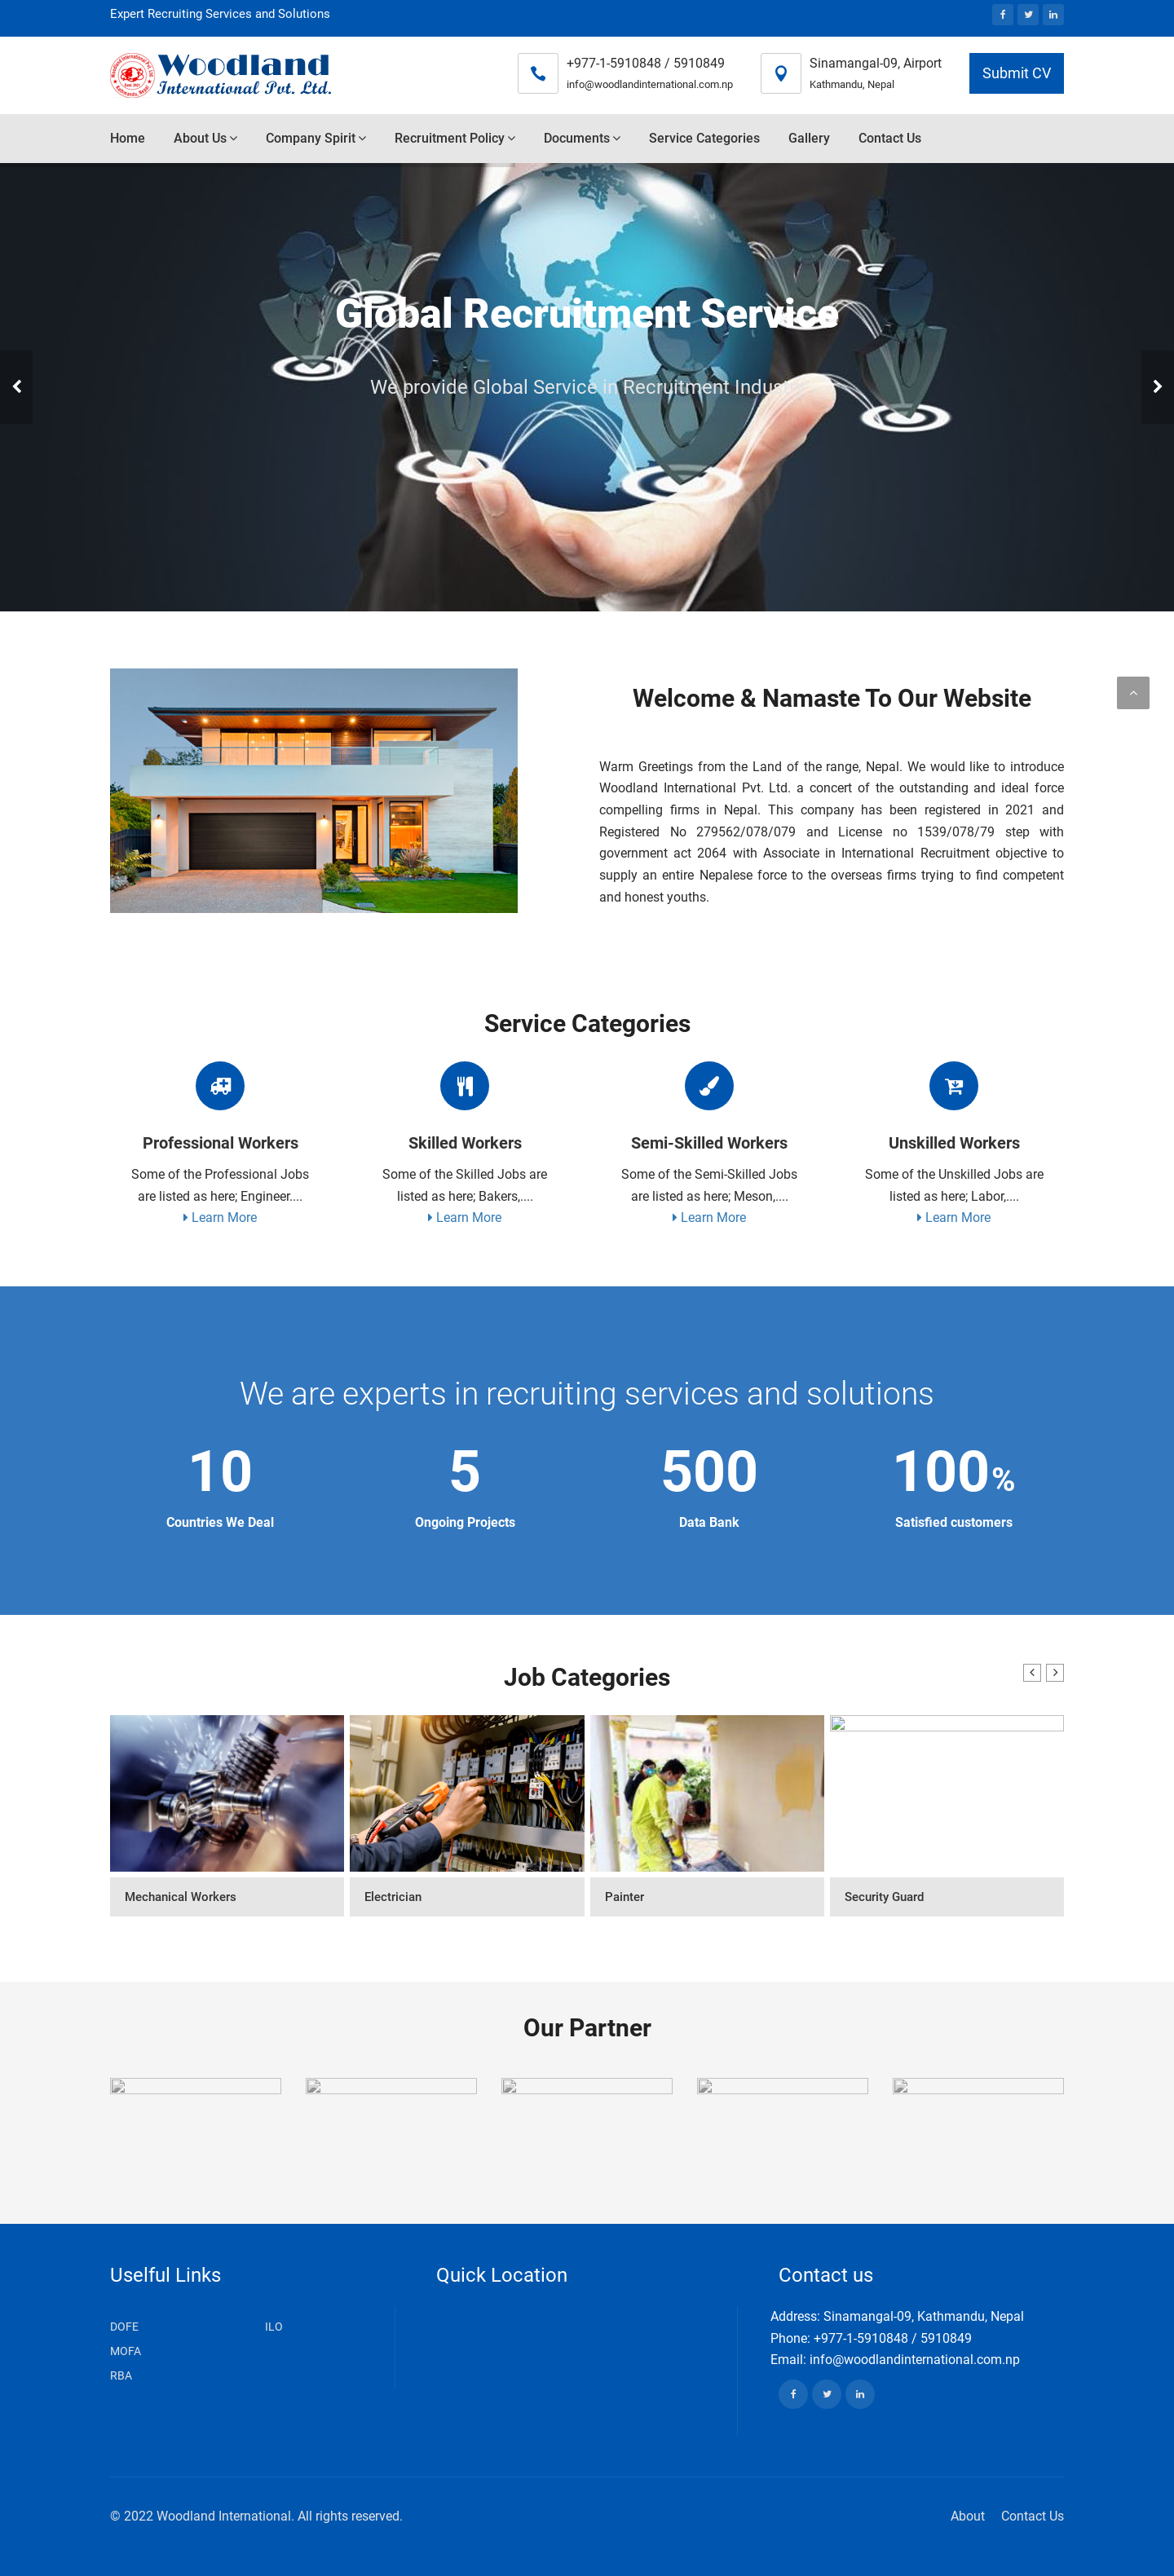 Expert Recruiting Services and Solutions
Woodland
International Pvt. Ltd.
+977-1-5910848 / 5910849
info@woodlandinternational.com.np
Sinamangal-09, Airport
Kathmandu, Nepal
Submit CV
Home
About Us
Company Spirit
Recruitment Policy
Documents
Service Categories
Gallery
Contact Us
Global Recruitment Service
We provide Global Service in Recruitment
Welcome & Namaste To Our Website
Warm Greetings from the Land of the range, Nepal. We would like to introduce
Woodland International Pvt. Ltd. a concert of the outstanding and ideal force
compelling firms in Nepal. This company has been registered in 2021 and
Registered No 279562/078/079 and License no 1539/078/79 step with
government act 2064 with Associate in International Recruitment objective to
supply an entire Nepalese force to the overseas firms trying to find competent
and honest youths.
Service Categories
Professional Workers
Some of the Professional Jobs
are listed as here; Engineer....
Learn More
Skilled Workers
Some of the Skilled Jobs are
listed as here; Bakers,....
Learn More
Semi-Skilled Workers
Some of the Semi-Skilled Jobs
are listed as here; Meson,....
Learn More
Unskilled Workers
Some of the Unskilled Jobs are
listed as here; Labor,....
Learn More
We are experts in recruiting services and solutions
10
Countries We Deal
5
Ongoing Projects
500
Data Bank
100%
Satisfied customers
Job Categories
Mechanical Workers
Electrician
Painter
Security Guard
Our Partner
Uselful Links
DOFE
ILO
MOFA
RBA
Quick Location
Contact us
Address: Sinamangal-09, Kathmandu, Nepal
Phone: +977-1-5910848 / 5910849
Email: info@woodlandinternational.com.np
© 2022 Woodland International. All rights reserved.
About
Contact Us